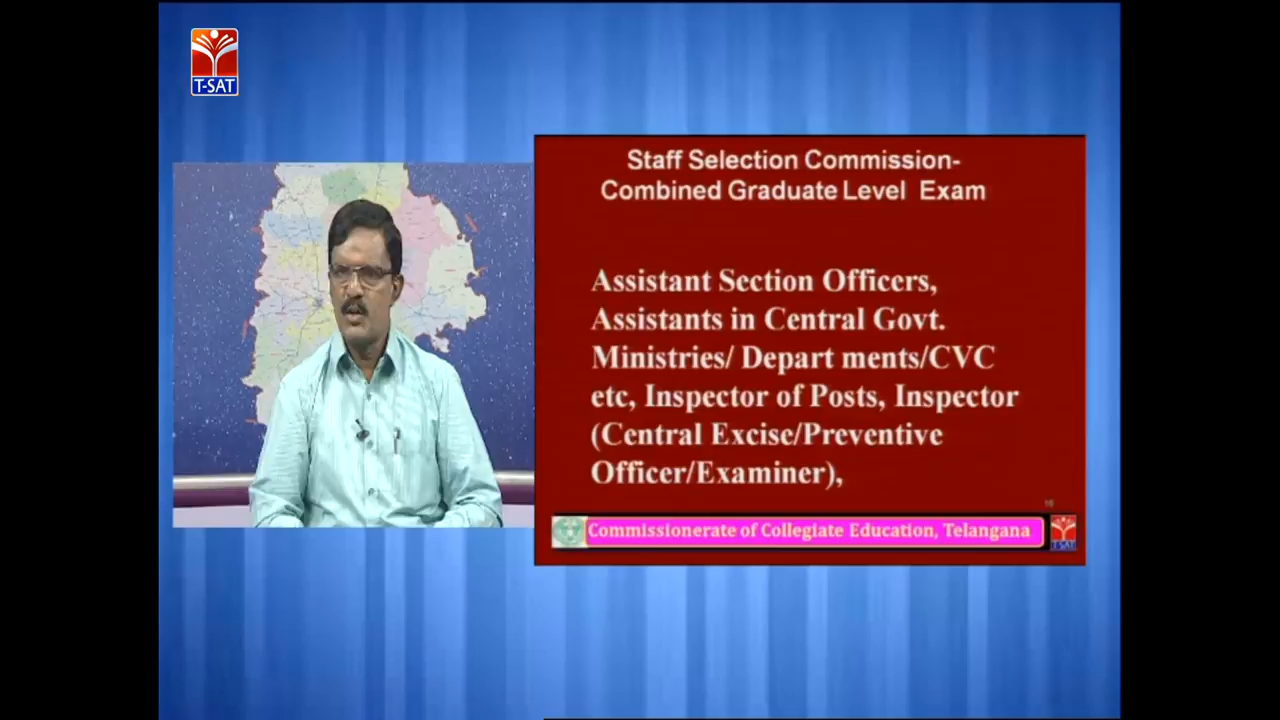 T-SAT
Staff Selection Commission-
Combined Graduate Level Exam
Assistant Section Officers,
Assistants in Central Govt.
Ministries/ Depart ments/CVC
etc, Inspector of Posts, Inspector
(Central Excise/Preventive
Officer/Examiner),
Commissionerate of Collegiate Education, Telangana
T-SAT